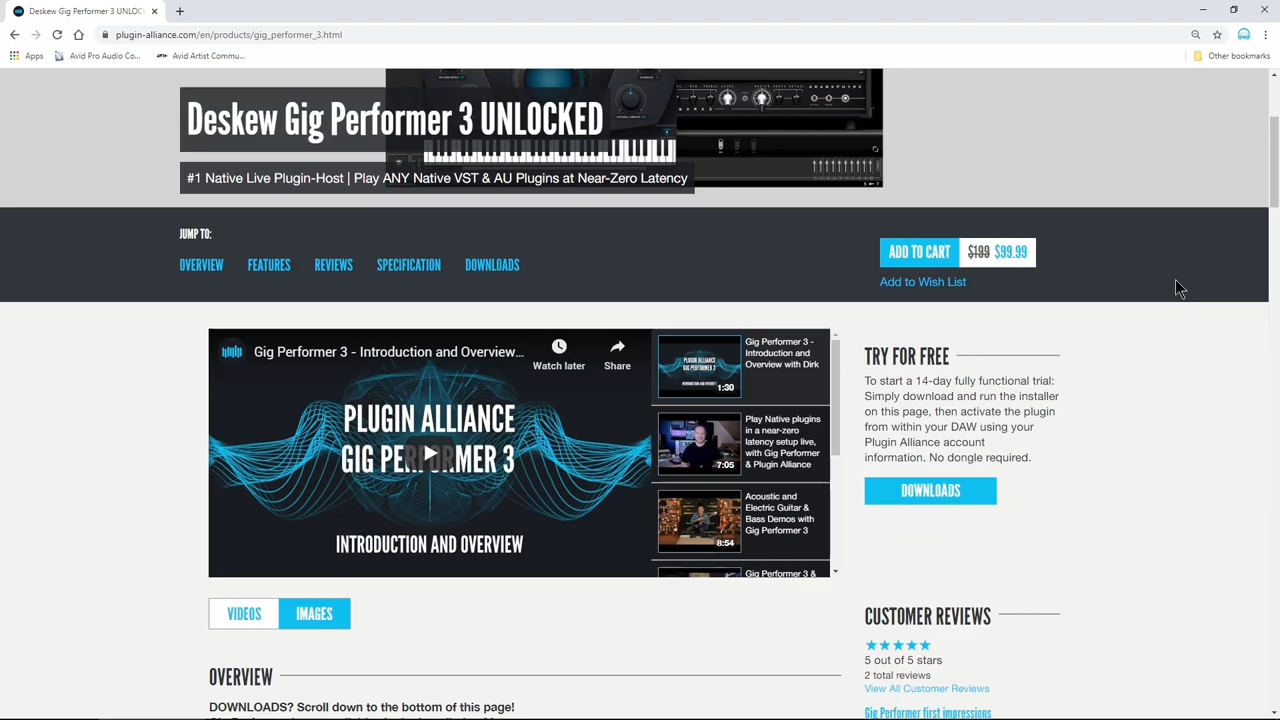 Deskew Gig Performer 3 UNLOC
plugin-alliance.com/en/products/gig_performer_3.html
Apps
Avid Pro Audio Co...
Avid Artist Commu...
Other bookmarks
Deskew Gig Performer 3 UNLOCKED
#1 Native Live Plugin-Host | Play ANY Native VST & AU Plugins at Near-Zero Latency
JUMP TO:
OVERVIEW
FEATURES
REVIEWS
SPECIFICATION
DOWNLOADS
ADD TO CART
$199 $99.99
Add to Wish List
Gig Performer 3 - Introduction and Overview...
Watch later
Share
PLUGIN ALLIANCE
GIG PERFORMER 3
INTRODUCTION AND OVERVIEW
PLUGIN ALLIANCE
GIG PERFORMER 3
INTRODUCTION AND OVERVIEW
1:30
Gig Performer 3 -
Introduction and
Overview with Dirk
7:05
Play Native plugins
in a near-zero
latency setup live,
with Gig Performer
& Plugin Alliance
8:54
Acoustic and
Electric Guitar &
Bass Demos with
Gig Performer 3
Gig Performer 3 &
TRY FOR FREE
To start a 14-day fully functional trial:
Simply download and run the installer
on this page, then activate the plugin
from within your DAW using your
Plugin Alliance account
information. No dongle required.
DOWNLOADS
VIDEOS
IMAGES
CUSTOMER REVIEWS
5 out of 5 stars
2 total reviews
View All Customer Reviews
Gig Performer first impressions
OVERVIEW
DOWNLOADS? Scroll down to the bottom of this page!